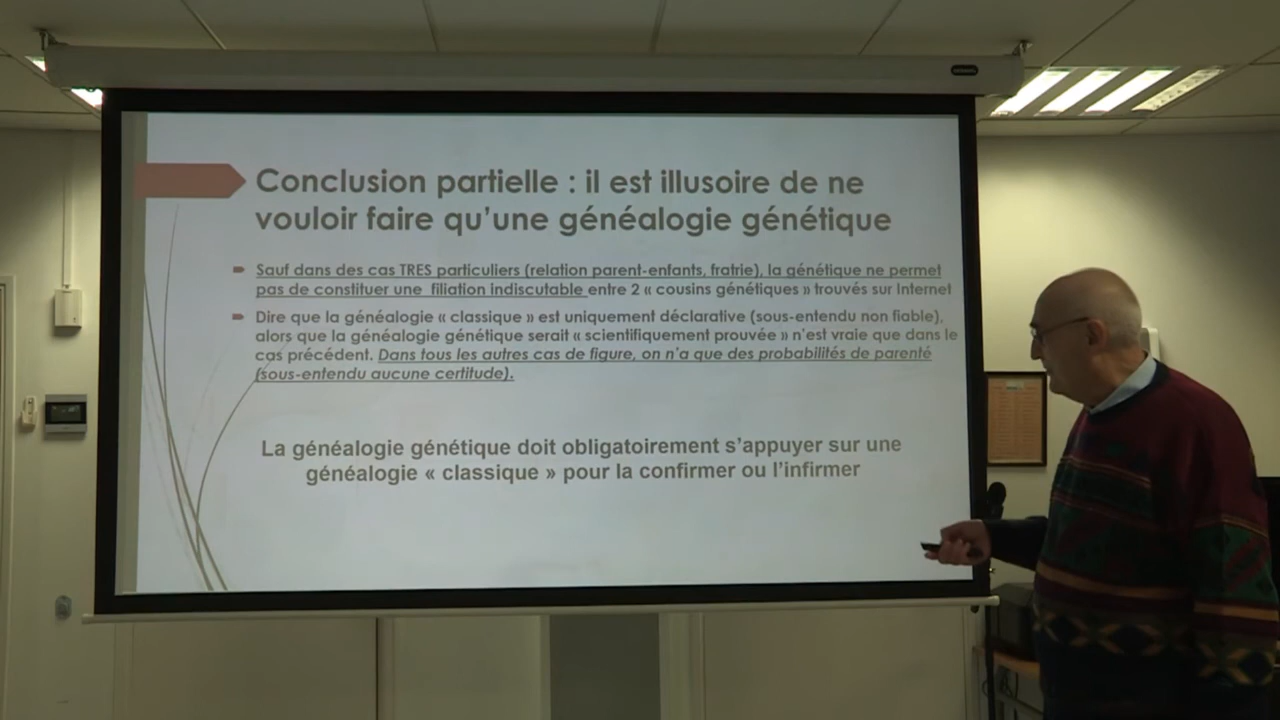 Conclusion partielle : il est illusoire de ne
vouloir faire qu’une généalogie génétique
Sauf dans des cas TRES particuliers (relation parent-enfants, fratrie), la génétique ne permet
pas de constituer une filiation indiscutable entre 2 « cousins génétiques » trouvés sur Internet
Dire que la généalogie « classique » est uniquement déclarative (sous-entendu non fiable),
alors que la généalogie génétique serait « scientifiquement prouvée » n’est vraie que dans le
cas précédent. Dans tous les autres cas de figure, on n’a que des probabilités de parenté
(sous-entendu aucune certitude).
La généalogie génétique doit obligatoirement s’appuyer sur une
généalogie « classique » pour la confirmer ou l’infirmer